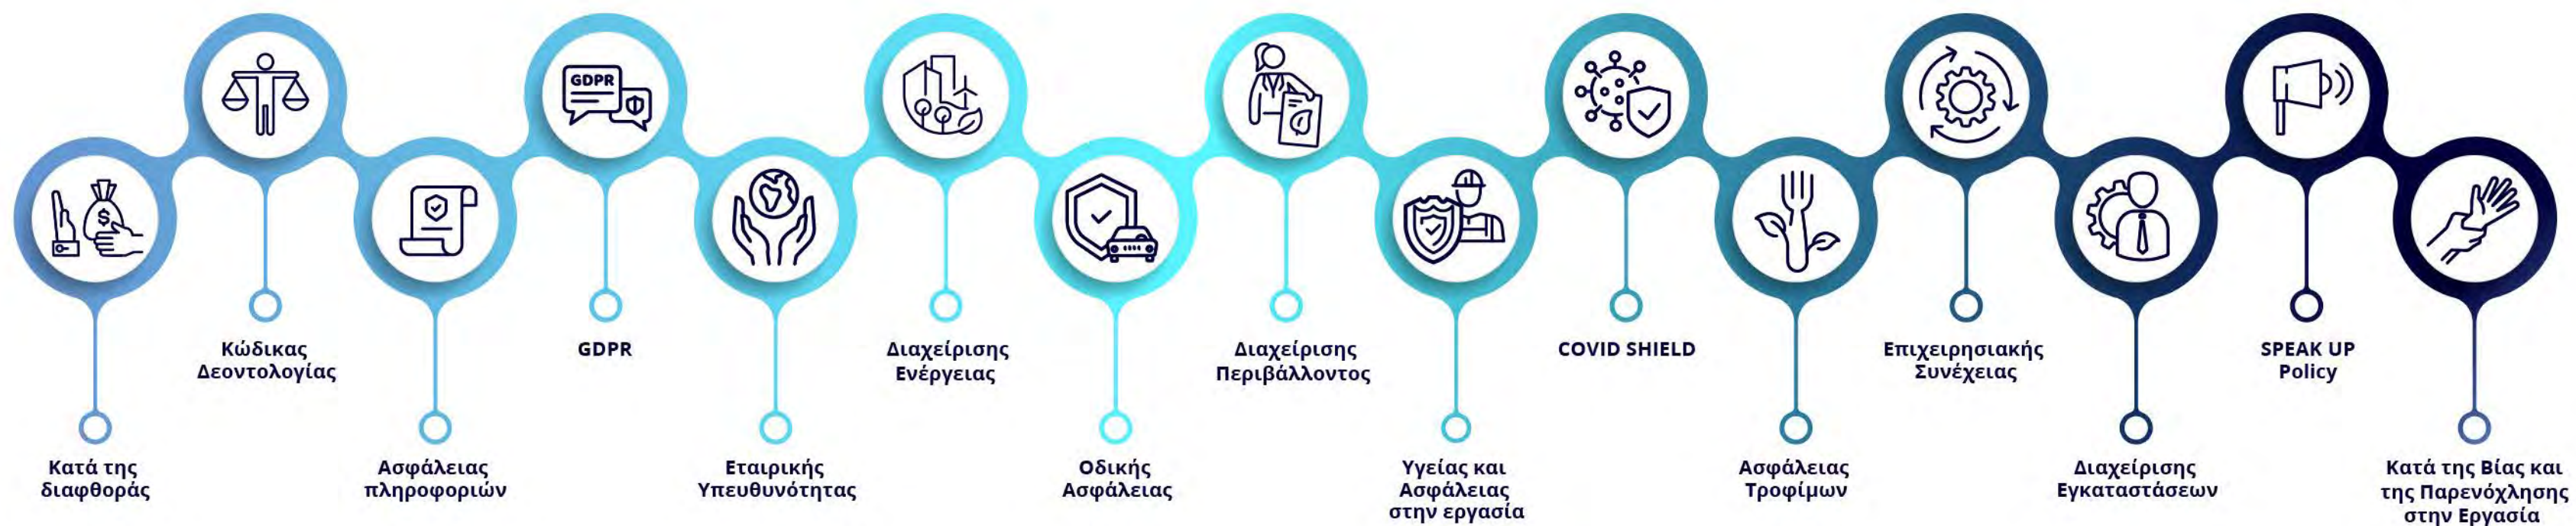 Κατά της
διαφθοράς
Κώδικας
Δεοντολογίας
Ασφάλειας
πληροφοριών
GDPR
GDPR
Εταιρικής
Υπευθυνότητας
Διαχείρισης
Ενέργειας
Οδικής
Ασφάλειας
Διαχείρισης
Περιβάλλοντος
Υγείας και
Ασφάλειας
στην εργασία
COVID SHIELD
Ασφάλειας
Τροφίμων
Επιχειρησιακής
Συνέχειας
Διαχείρισης
Εγκαταστάσεων
SPEAK UP
Policy
Κατά της Βίας και
της Παρενόχλησης
στην Εργασία